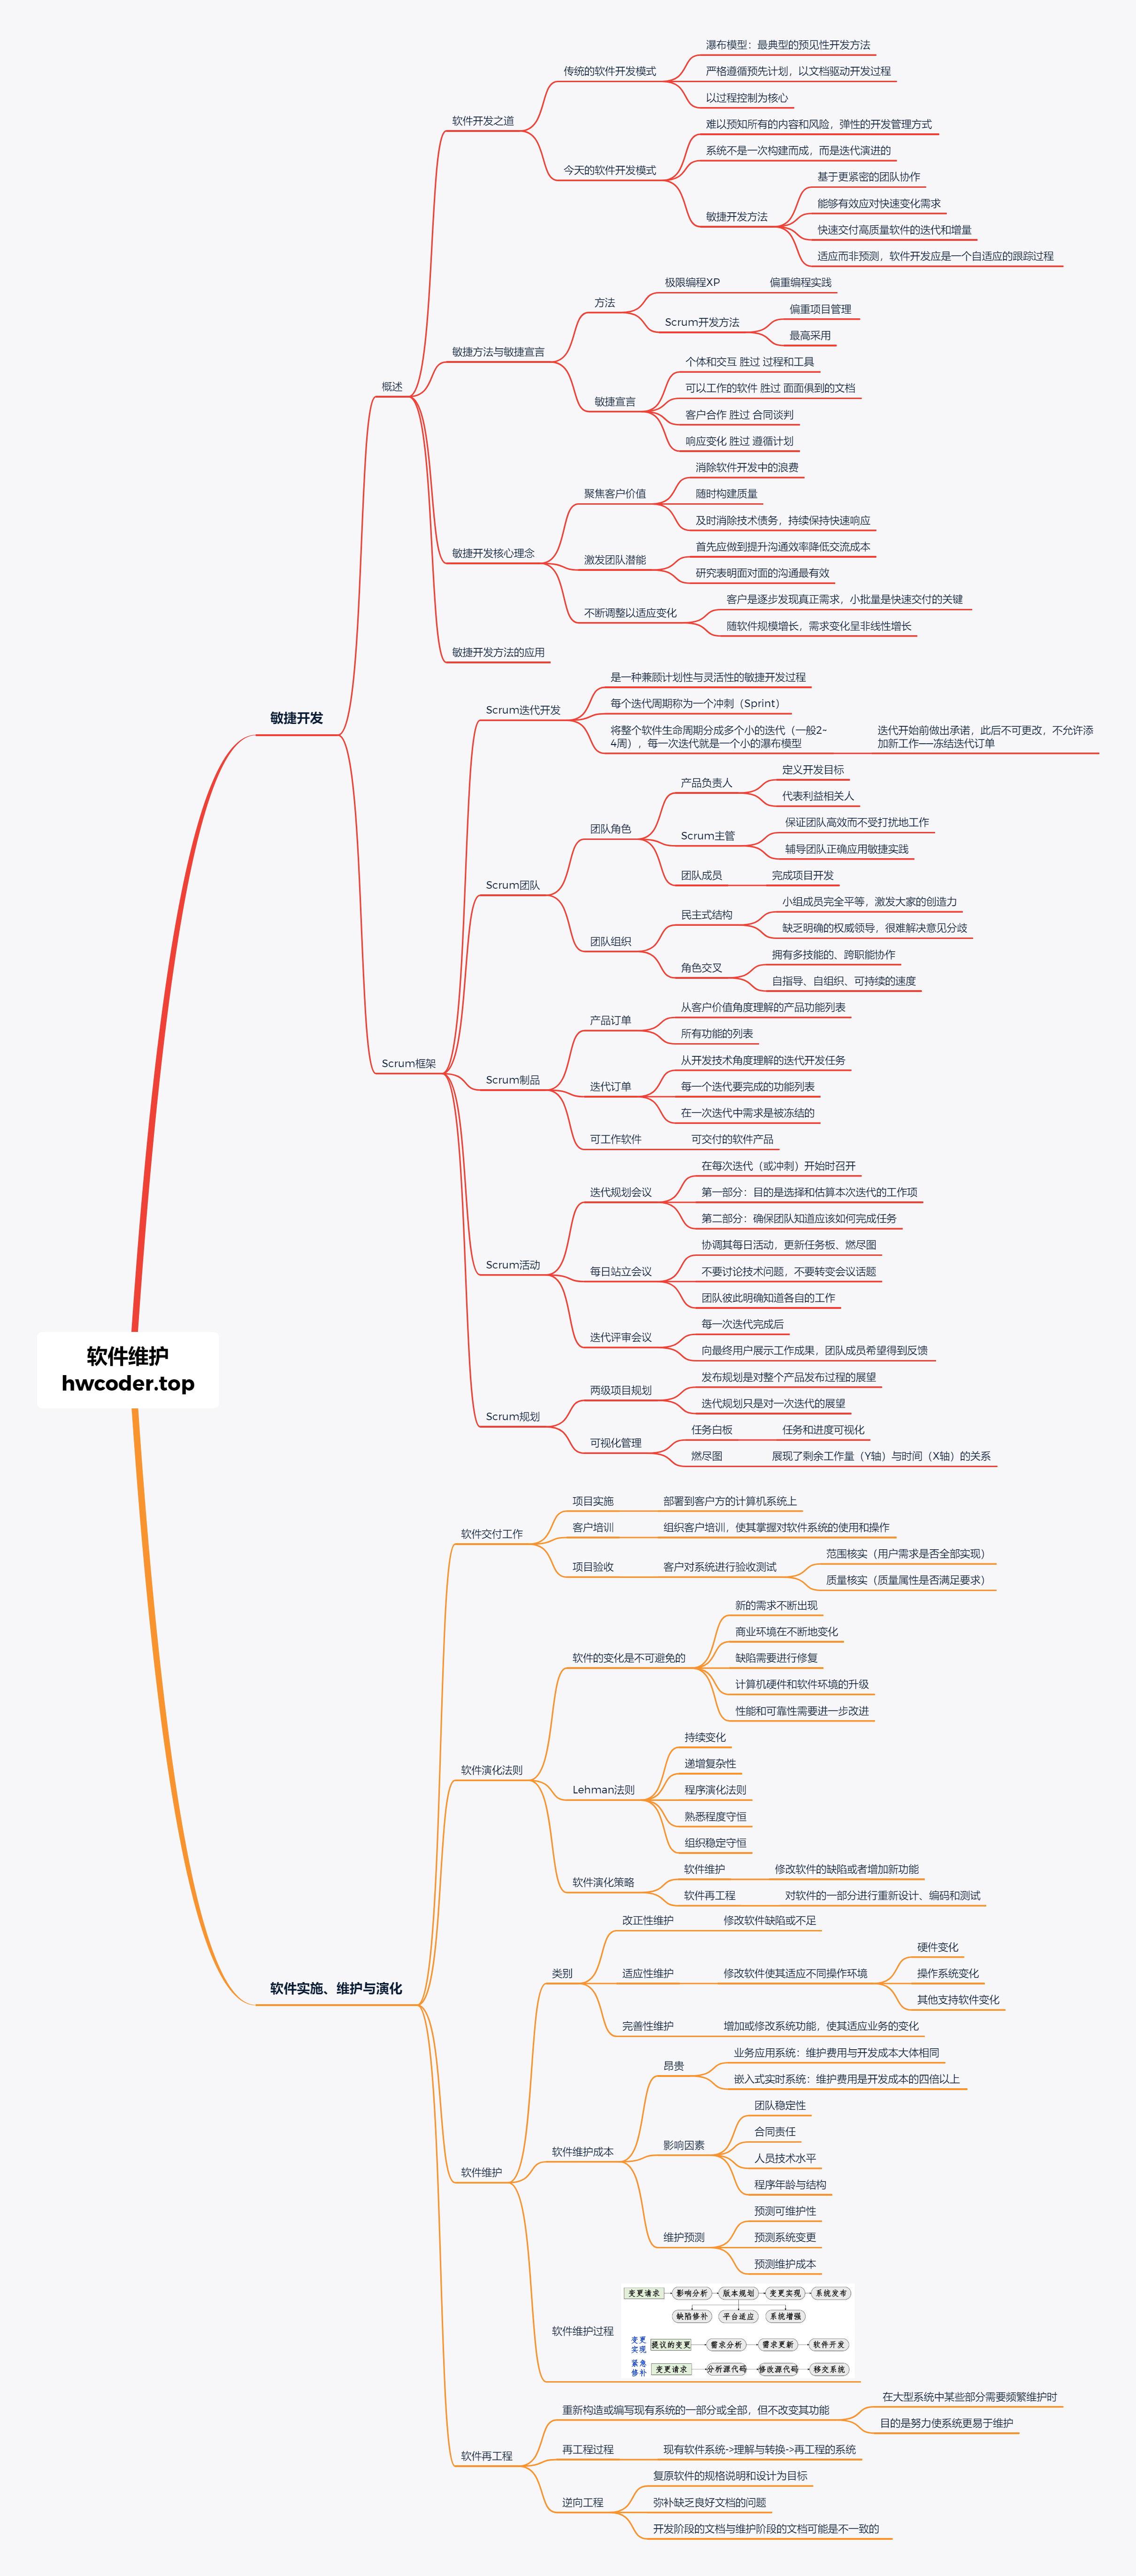 瀑布模型：最典型的预见性开发方法
传统的软件开发模式
严格遵循预先计划，以文档驱动开发过程
以过程控制为核心
软件开发之道
难以预知所有的内容和风险，弹性的开发管理方式
今天的软件开发模式
系统不是一次构建而成，而是迭代演进的
敏捷开发方法
基于更紧密的团队协作
能够有效应对快速变化需求
快速交付高质量软件的迭代和增量
适应而非预测，软件开发应是一个自适应的跟踪过程
方法
极限编程XP
偏重编程实践
Scrum开发方法
偏重项目管理
最高采用
敏捷方法与敏捷宣言
敏捷宣言
个体和交互 胜过 过程和工具
可以工作的软件 胜过 面面俱到的文档
客户合作 胜过 合同谈判
响应变化 胜过 遵循计划
概述
敏捷开发核心理念
聚焦客户价值
消除软件开发中的浪费
随时构建质量
及时消除技术债务，持续保持快速响应
激发团队潜能
首先应做到提升沟通效率降低交流成本
研究表明面对面的沟通最有效
不断调整以适应变化
客户是逐步发现真正需求，小批量是快速交付的关键
随软件规模增长，需求变化呈非线性增长
敏捷开发方法的应用
敏捷开发
Scrum迭代开发
是一种兼顾计划性与灵活性的敏捷开发过程
每个迭代周期称为一个冲刺（Sprint）
将整个软件生命周期分成多个小的迭代（一般2-
4周），每一次迭代就是一个小的瀑布模型
迭代开始前做出承诺，此后不可更改，不允许添
加新工作——冻结迭代订单
Scrum团队
团队角色
产品负责人
定义开发目标
代表利益相关人
Scrum主管
保证团队高效而不受打扰地工作
辅导团队正确应用敏捷实践
团队成员
完成项目开发
团队组织
民主式结构
小组成员完全平等，激发大家的创造力
缺乏明确的权威领导，很难解决意见分歧
角色交叉
拥有多技能的、跨职能协作
自指导、自组织、可持续的速度
Scrum框架
Scrum制品
产品订单
从客户价值角度理解的产品功能列表
所有功能的列表
迭代订单
从开发技术角度理解的迭代开发任务
每一个迭代要完成的功能列表
在一次迭代中需求是被冻结的
可工作软件
可交付的软件产品
Scrum活动
迭代规划会议
在每次迭代（或冲刺）开始时召开
第一部分：目的是选择和估算本次迭代的工作项
第二部分：确保团队知道应该如何完成任务
每日站立会议
协调其每日活动，更新任务板、燃尽图
不要讨论技术问题，不要转变会议话题
团队彼此明确知道各自的工作
迭代评审会议
每一次迭代完成后
向最终用户展示工作成果，团队成员希望得到反馈
Scrum规划
两级项目规划
发布规划是对整个产品发布过程的展望
迭代规划只是对一次迭代的展望
可视化管理
任务白板
任务和进度可视化
燃尽图
展现了剩余工作量（Y轴）与时间（X轴）的关系
软件维护
hwcoder.top
软件交付工作
项目实施
部署到客户方的计算机系统上
客户培训
组织客户培训，使其掌握对软件系统的使用和操作
项目验收
客户对系统进行验收测试
范围核实（用户需求是否全部实现）
质量核实（质量属性是否满足要求）
软件演化法则
软件的变化是不可避免的
新的需求不断出现
商业环境在不断地变化
缺陷需要进行修复
计算机硬件和软件环境的升级
性能和可靠性需要进一步改进
Lehman法则
持续变化
递增复杂性
程序演化法则
熟悉程度守恒
组织稳定守恒
软件演化策略
软件维护
修改软件的缺陷或者增加新功能
软件再工程
对软件的一部分进行重新设计、编码和测试
软件实施、维护与演化
软件维护
类别
改正性维护
修改软件缺陷或不足
适应性维护
修改软件使其适应不同操作环境
硬件变化
操作系统变化
其他支持软件变化
完善性维护
增加或修改系统功能，使其适应业务的变化
软件维护成本
昂贵
业务应用系统：维护费用与开发成本大体相同
嵌入式实时系统：维护费用是开发成本的四倍以上
影响因素
团队稳定性
合同责任
人员技术水平
程序年龄与结构
维护预测
预测可维护性
预测系统变更
预测维护成本
软件维护过程
变更请求 影响分析 版本规划 变更实现 系统发布
缺陷修补 平台适应 系统增强
变更
实现
提议的变更 需求分析 需求更新 软件开发
紧急
修补
变更请求 分析源代码 修改源代码 移交系统
软件再工程
重新构造或编写现有系统的一部分或全部，但不改变其功能
在大型系统中某些部分需要频繁维护时
目的是努力使系统更易于维护
再工程过程
现有软件系统->理解与转换->再工程的系统
逆向工程
复原软件的规格说明和设计为目标
弥补缺乏良好文档的问题
开发阶段的文档与维护阶段的文档可能是不一致的